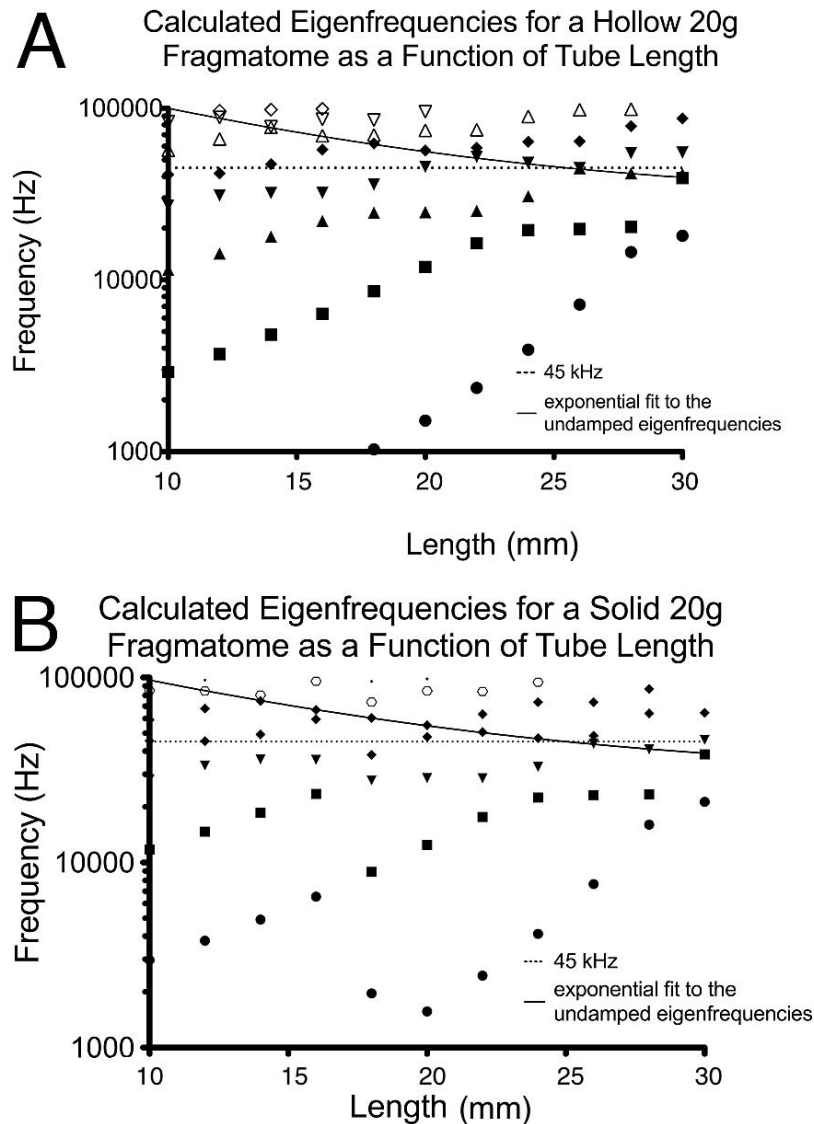 A
Calculated Eigenfrequencies for a Hollow 20g
Fragmatome as a Function of Tube Length
100000
10000
1000
Frequency (Hz)
45 kHz
exponential fit to the
undamped eigenfrequencies
10 15 20 25 30
Length (mm)
B
Calculated Eigenfrequencies for a Solid 20g
Fragmatome as a Function of Tube Length
100000
10000
1000
Frequency (Hz)
45 kHz
exponential fit to the
undamped eigenfrequencies
10 15 20 25 30
Length (mm)